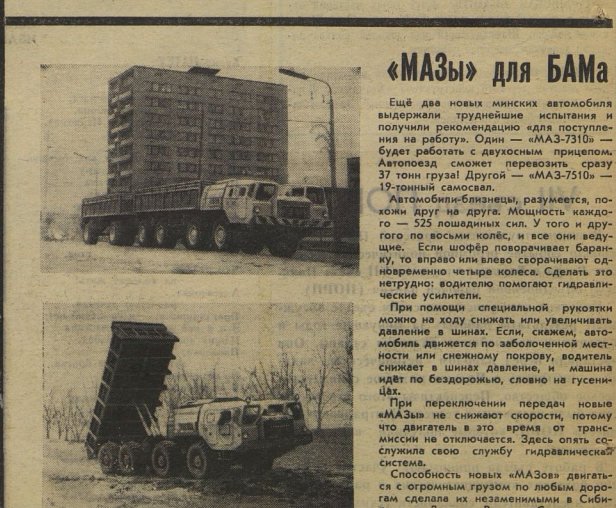 «МАЗы» для БАМа
Ещё два новых минских автомобиля
выдержали труднейшие испытания и
получили рекомендацию «для поступле-
ния на работу». Один — «МАЗ-7310» —
будет работать с двухосным прицепом.
Автопоезд сможет перевозить сразу
37 тонн груза! Другой — «МАЗ-7510» —
19-тонный самосвал.
Автомобили-близнецы, разумеется, по-
хожи друг на друга. Мощность каждо-
го — 525 лошадиных сил. У того и дру-
гого по восьми колёс, и все они веду-
щие. Если шофёр поворачивает баран-
ку, то вправо или влево сворачивают од-
новременно четыре колеса. Сделать это
нетрудно: водителю помогают гидравли-
ческие усилители.
При помощи специальной рукоятки
можно на ходу снижать или увеличивать
давление в шинах. Если, скажем, авто-
мобиль движется по заболоченной мест-
ности или снежному покрову, водитель
снижает в шинах давление, и машина
идёт по бездорожью, словно на гусени-
цах.
При переключении передач новые
«МАЗы» не снижают скорости, потому
что двигатель в это время от транс-
миссии не отключается. Здесь опять со-
служила свою службу гидравлическая
система.
Способность новых «МАЗов» двигать-
ся с огромным грузом по любым доро-
гам сделала их незаменимыми в Сиби-